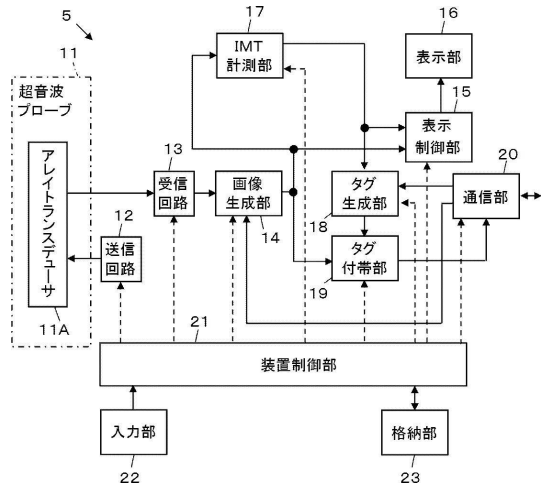 5
11
超音波
プローブ
アレイトランスデューサ
11A
12
送信
回路
13
受信
回路
画像
生成部
14
17
IMT
計測部
16
表示部
15
表示
制御部
タグ
生成部
18
タグ
付帯部
19
20
通信部
21
装置制御部
入力部
22
格納部
23